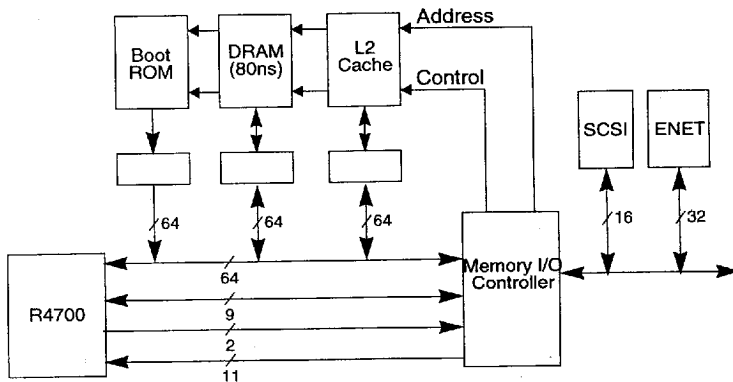 Address
Boot
ROM
DRAM
(80ns)
L2
Cache
Control
SCSI
ENET
64
64
64
16
32
R4700
64
9
2
11
Memory I/O
Controller